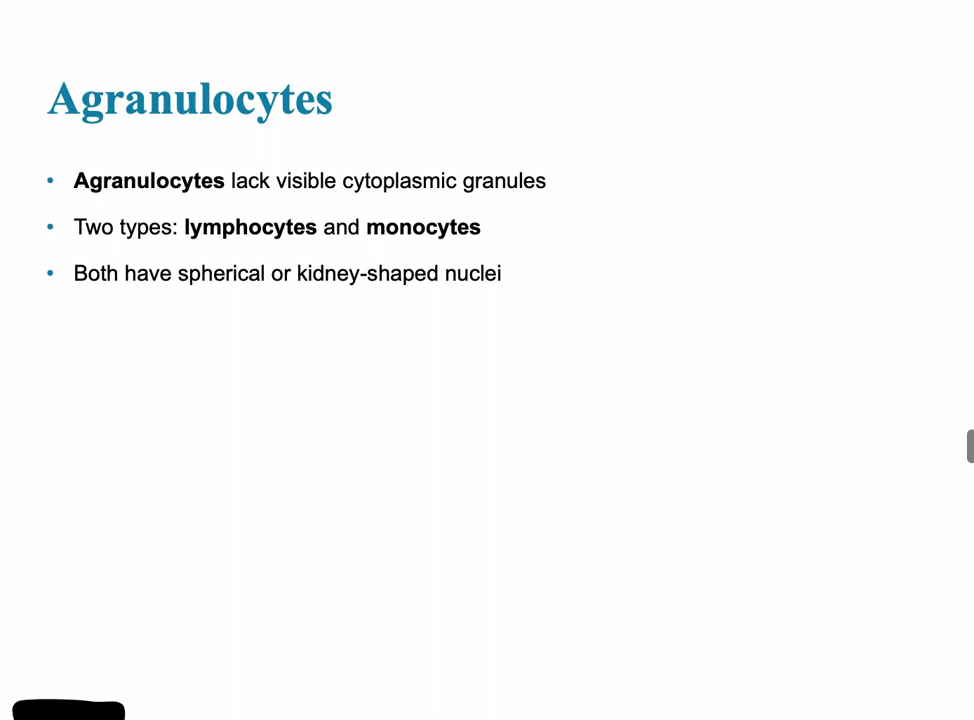 Agranulocytes
• Agranulocytes lack visible cytoplasmic granules
• Two types: lymphocytes and monocytes
• Both have spherical or kidney-shaped nuclei